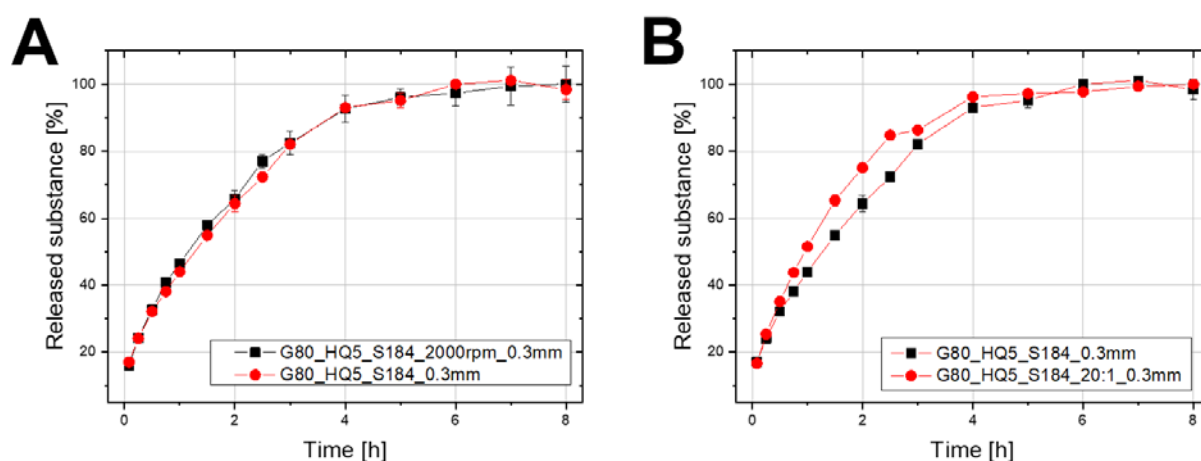 A
Released substance [%]
100
80
60
40
20
G80_HQ5_S184_2000rpm_0.3mm
G80_HQ5_S184_0.3mm
0
2
4
6
8
Time [h]
B
Released substance [%]
100
80
60
40
20
G80_HQ5_S184_0.3mm
G80_HQ5_S184_20:1_0.3mm
0
2
4
6
8
Time [h]